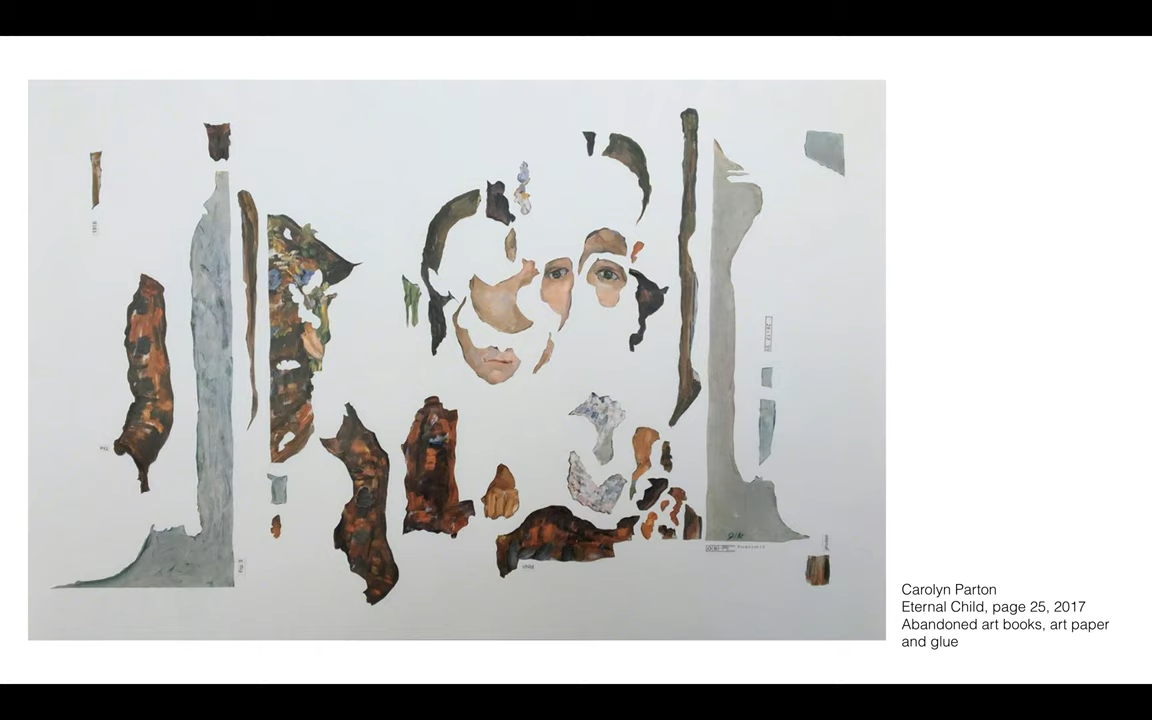 Carolyn Parton
Eternal Child, page 25, 2017
Abandoned art books, art paper
and glue